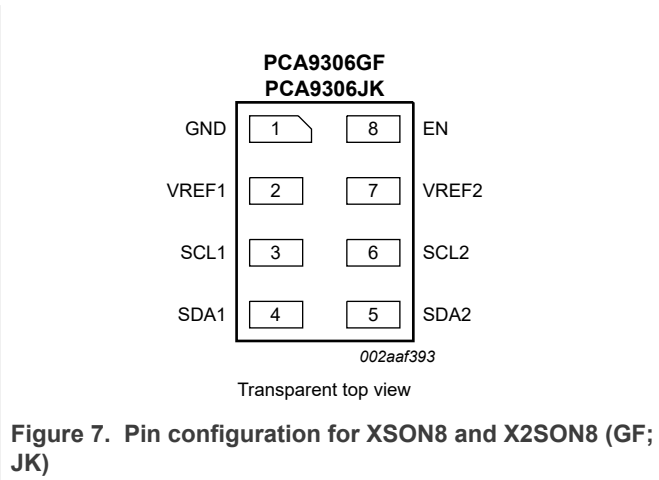 PCA9306GF
PCA9306JK
GND 1 8 EN
VREF1 2 7 VREF2
SCL1 3 6 SCL2
SDA1 4 5 SDA2
002aaf393
Transparent top view
Figure 7. Pin configuration for XSON8 and X2SON8 (GF;
JK)